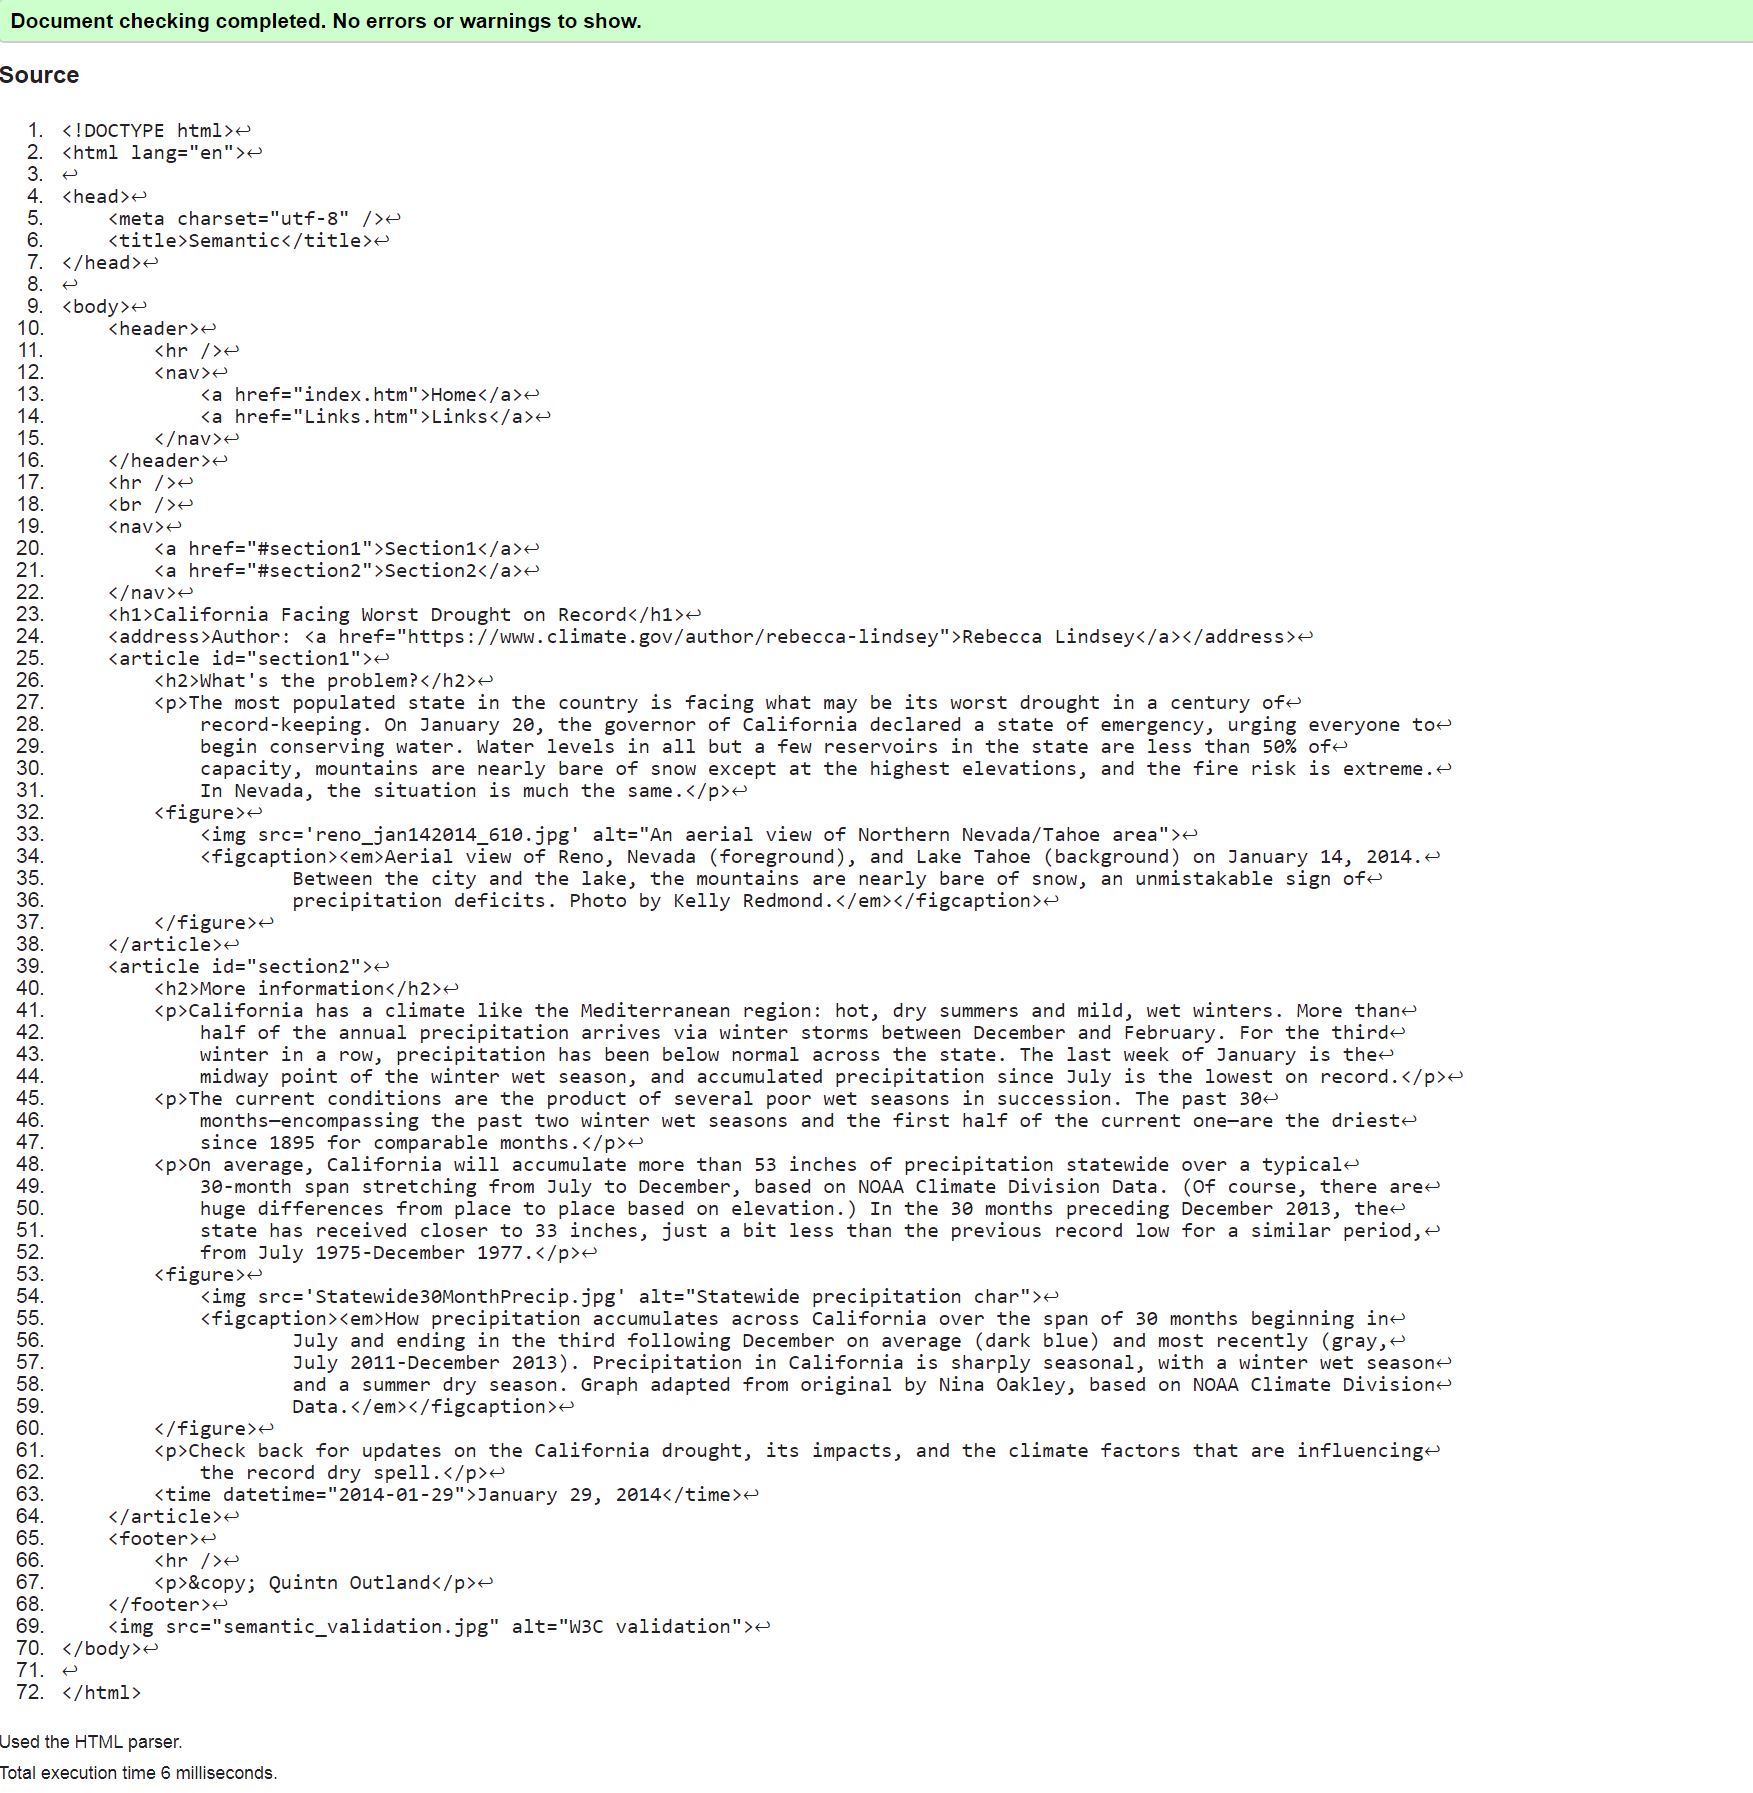 Document checking completed. No errors or warnings to show.
Source
1. <!DOCTYPE html>↩
2. <html lang="en">↩
3. ↩
4. <head>↩
5.     <meta charset="utf-8" />↩
6.     <title>Semantic</title>↩
7. </head>↩
8. ↩
9. <body>↩
10.     <header>↩
11.         <hr />↩
12.         <nav>↩
13.             <a href="index.htm">Home</a>↩
14.             <a href="Links.htm">Links</a>↩
15.         </nav>↩
16.     </header>↩
17.     <hr />↩
18.     <br />↩
19.     <nav>↩
20.         <a href="#section1">Section1</a>↩
21.         <a href="#section2">Section2</a>↩
22.     </nav>↩
23.     <h1>California Facing Worst Drought on Record</h1>↩
24.     <address>Author: <a href="https://www.climate.gov/author/rebecca-lindsey">Rebecca Lindsey</a></address>↩
25.     <article id="section1">↩
26.         <h2>What's the problem?</h2>↩
27.         <p>The most populated state in the country is facing what may be its worst drought in a century of↩
28.             record-keeping. On January 20, the governor of California declared a state of emergency, urging everyone to↩
29.             begin conserving water. Water levels in all but a few reservoirs in the state are less than 50% of↩
30.             capacity, mountains are nearly bare of snow except at the highest elevations, and the fire risk is extreme.↩
31.             In Nevada, the situation is much the same.</p>↩
32.         <figure>↩
33.             <img src='reno_jan142014_610.jpg' alt="An aerial view of Northern Nevada/Tahoe area">↩
34.             <figcaption><em>Aerial view of Reno, Nevada (foreground), and Lake Tahoe (background) on January 14, 2014.↩
35.                     Between the city and the lake, the mountains are nearly bare of snow, an unmistakable sign of↩
36.                     precipitation deficits. Photo by Kelly Redmond.</em></figcaption>↩
37.         </figure>↩
38.     </article>↩
39.     <article id="section2">↩
40.         <h2>More information</h2>↩
41.         <p>California has a climate like the Mediterranean region: hot, dry summers and mild, wet winters. More than↩
42.             half of the annual precipitation arrives via winter storms between December and February. For the third↩
43.             winter in a row, precipitation has been below normal across the state. The last week of January is the↩
44.             midway point of the winter wet season, and accumulated precipitation since July is the lowest on record.</p>↩
45.         <p>The current conditions are the product of several poor wet seasons in succession. The past 30↩
46.             months—encompassing the past two winter wet seasons and the first half of the current one—are the driest↩
47.             since 1895 for comparable months.</p>↩
48.         <p>On average, California will accumulate more than 53 inches of precipitation statewide over a typical↩
49.             30-month span stretching from July to December, based on NOAA Climate Division Data. (Of course, there are↩
50.             huge differences from place to place based on elevation.) In the 30 months preceding December 2013, the↩
51.             state has received closer to 33 inches, just a bit less than the previous record low for a similar period,↩
52.             from July 1975-December 1977.</p>↩
53.         <figure>↩
54.             <img src='Statewide30MonthPrecip.jpg' alt="Statewide precipitation char">↩
55.             <figcaption><em>How precipitation accumulates across California over the span of 30 months beginning in↩
56.                     July and ending in the third following December on average (dark blue) and most recently (gray,↩
57.                     July 2011-December 2013). Precipitation in California is sharply seasonal, with a winter wet season↩
58.                     and a summer dry season. Graph adapted from original by Nina Oakley, based on NOAA Climate Division↩
59.                     Data.</em></figcaption>↩
60.         </figure>↩
61.         <p>Check back for updates on the California drought, its impacts, and the climate factors that are influencing↩
62.             the record dry spell.</p>↩
63.         <time datetime="2014-01-29">January 29, 2014</time>↩
64.     </article>↩
65.     <footer>↩
66.         <hr />↩
67.         <p>&copy; Quintn Outland</p>↩
68.     </footer>↩
69.     <img src="semantic_validation.jpg" alt="W3C validation">↩
70. </body>↩
71. ↩
72. </html>
Used the HTML parser.
Total execution time 6 milliseconds.